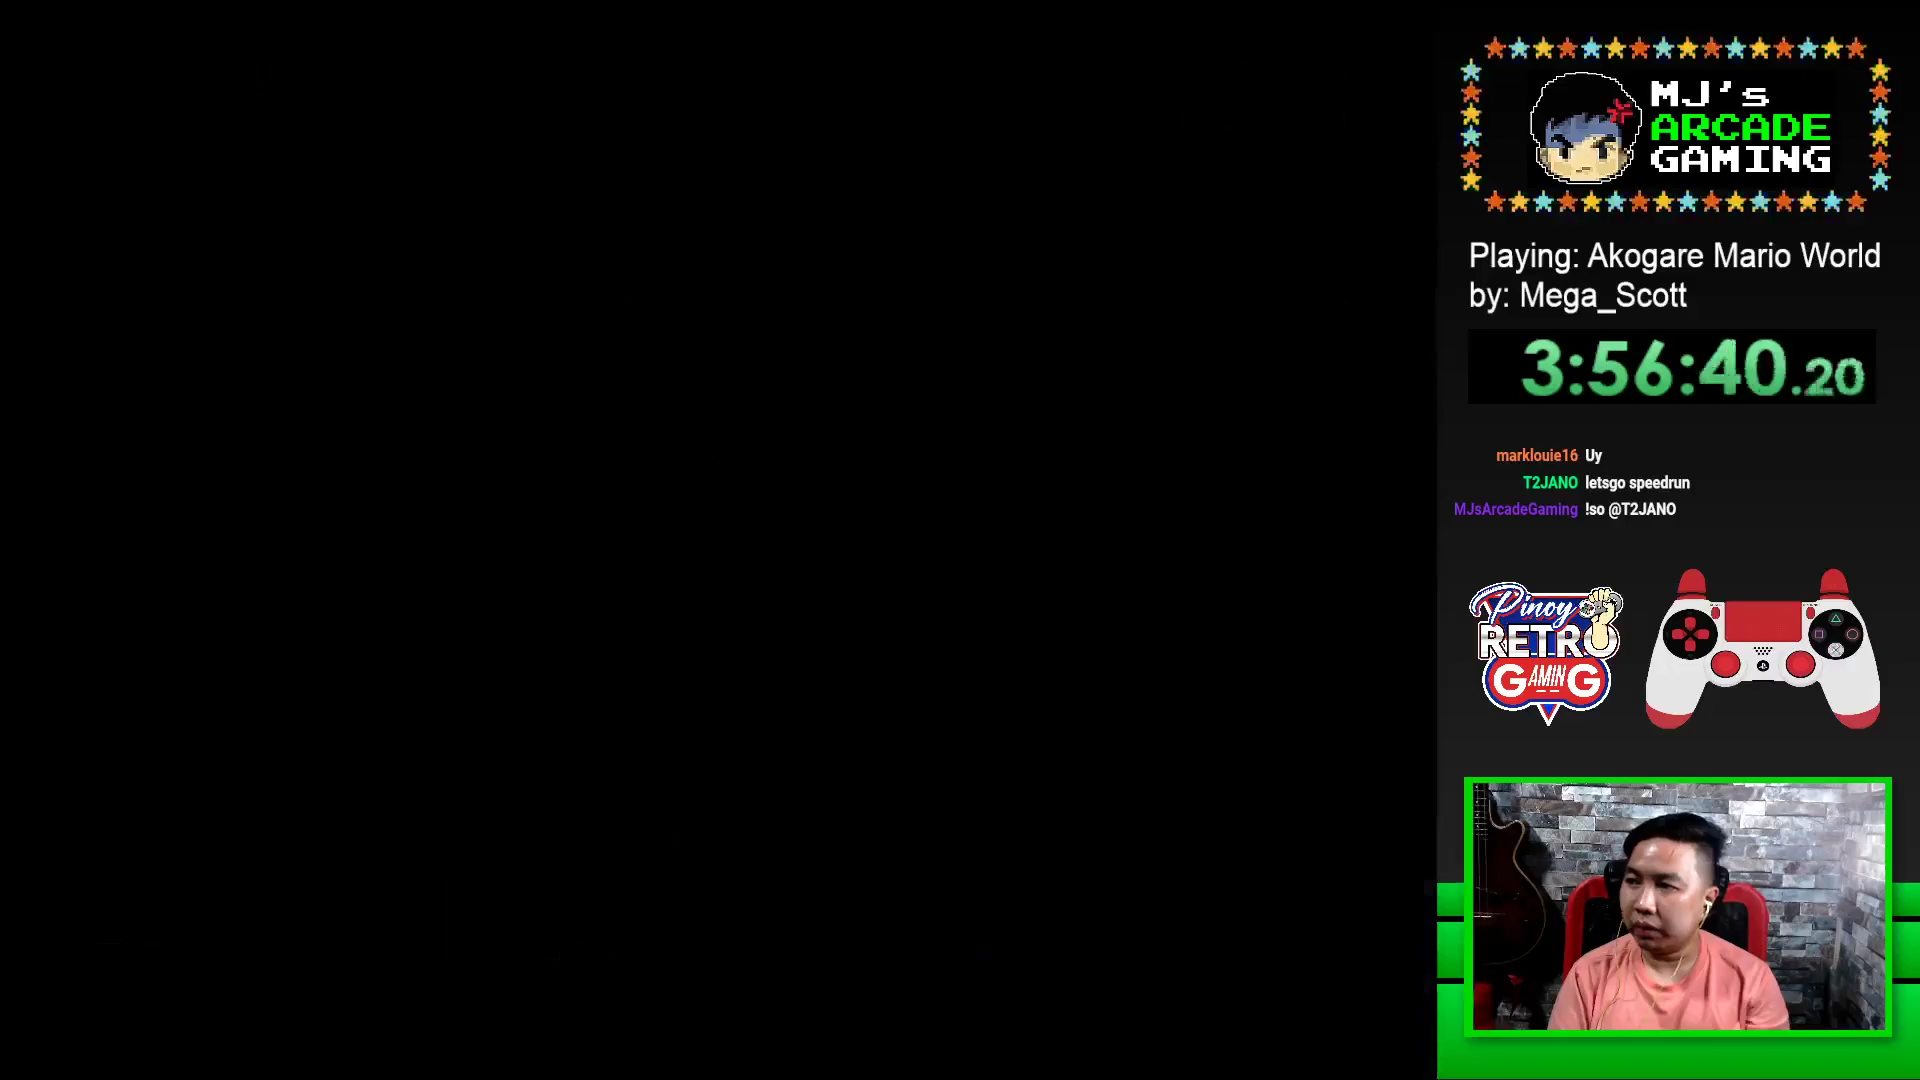 MJ's
ARCADE
GAMING
Playing: Akogare Mario World
by: Mega_Scott
3:56:40.20
marklouie16 Uy
T2JANO letsgo speedrun
MJsArcadeGaming !so @T2JANO
Pinoy
RETRO
GAMING